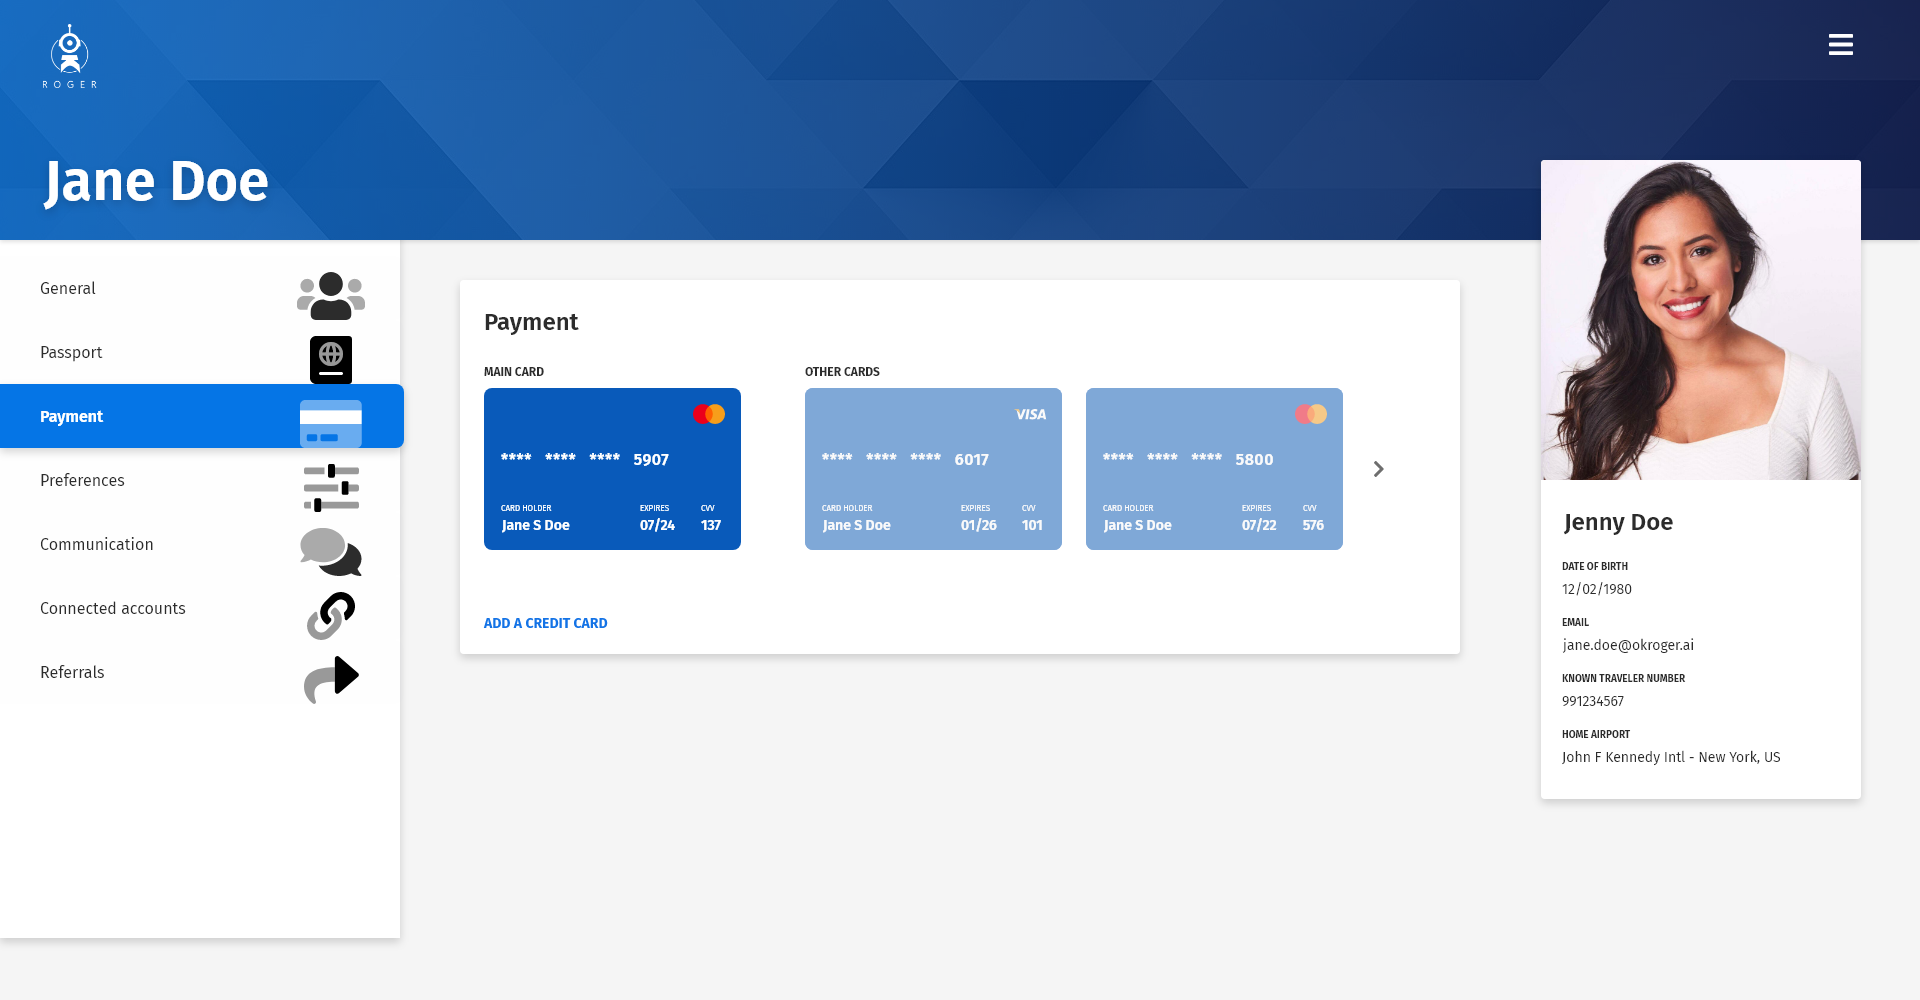 ROGER
Jane Doe
General
Passport
Payment
Preferences
Communication
Connected accounts
Referrals
Payment
MAIN CARD
**** **** **** 5907
CARD HOLDER EXPIRES CVV
Jane S Doe 07/24 137
OTHER CARDS
VISA
**** **** **** 6017
CARD HOLDER EXPIRES CVV
Jane S Doe 01/26 101
**** **** **** 5800
CARD HOLDER EXPIRES CVV
Jane S Doe 07/22 576
ADD A CREDIT CARD
Jenny Doe
DATE OF BIRTH
12/02/1980
EMAIL
jane.doe@okroger.ai
KNOWN TRAVELER NUMBER
991234567
HOME AIRPORT
John F Kennedy Intl - New York, US